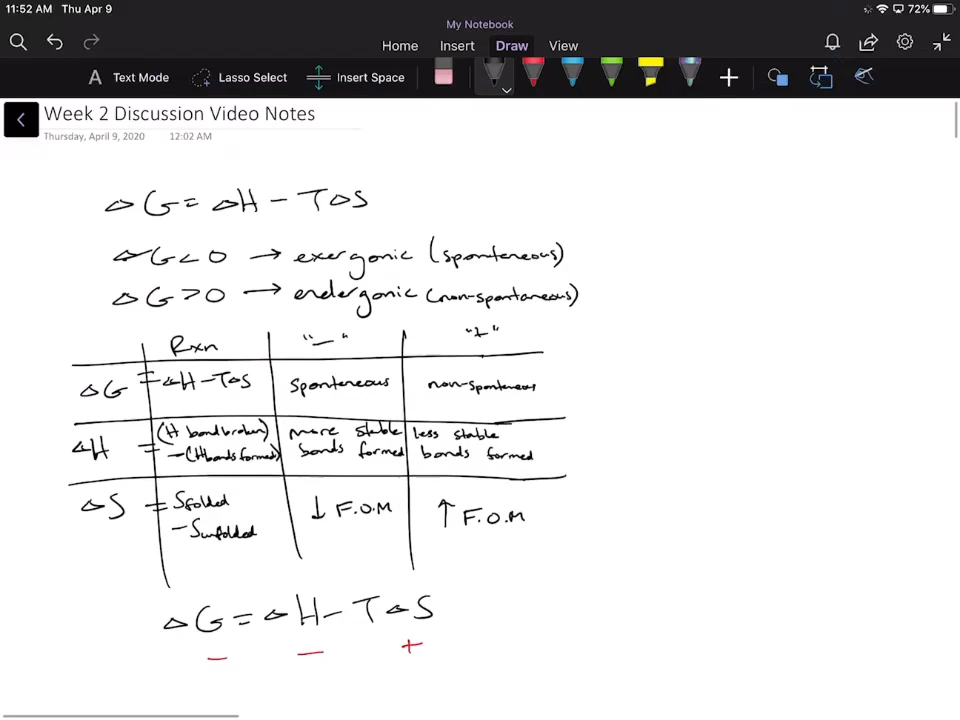 11:52 AM Thu Apr 9
72%
My Notebook
Home Insert Draw View
Text Mode Lasso Select Insert Space
Week 2 Discussion Video Notes
Thursday, April 9, 2020 12:02 AM
ΔG = ΔH - TΔS
ΔG < 0 → exergonic (spontaneous)
ΔG > 0 → endergonic (non-spontaneous)
Rxn "-" "+"
ΔG = ΔH - TΔS spontaneous non-spontaneous
ΔH = (H bond broken) - (H bonds formed) more stable bonds formed less stable bonds formed
ΔS = Sfolded - Sunfolded ↓ F.O.M ↑ F.O.M
ΔG = ΔH - TΔS
- - +